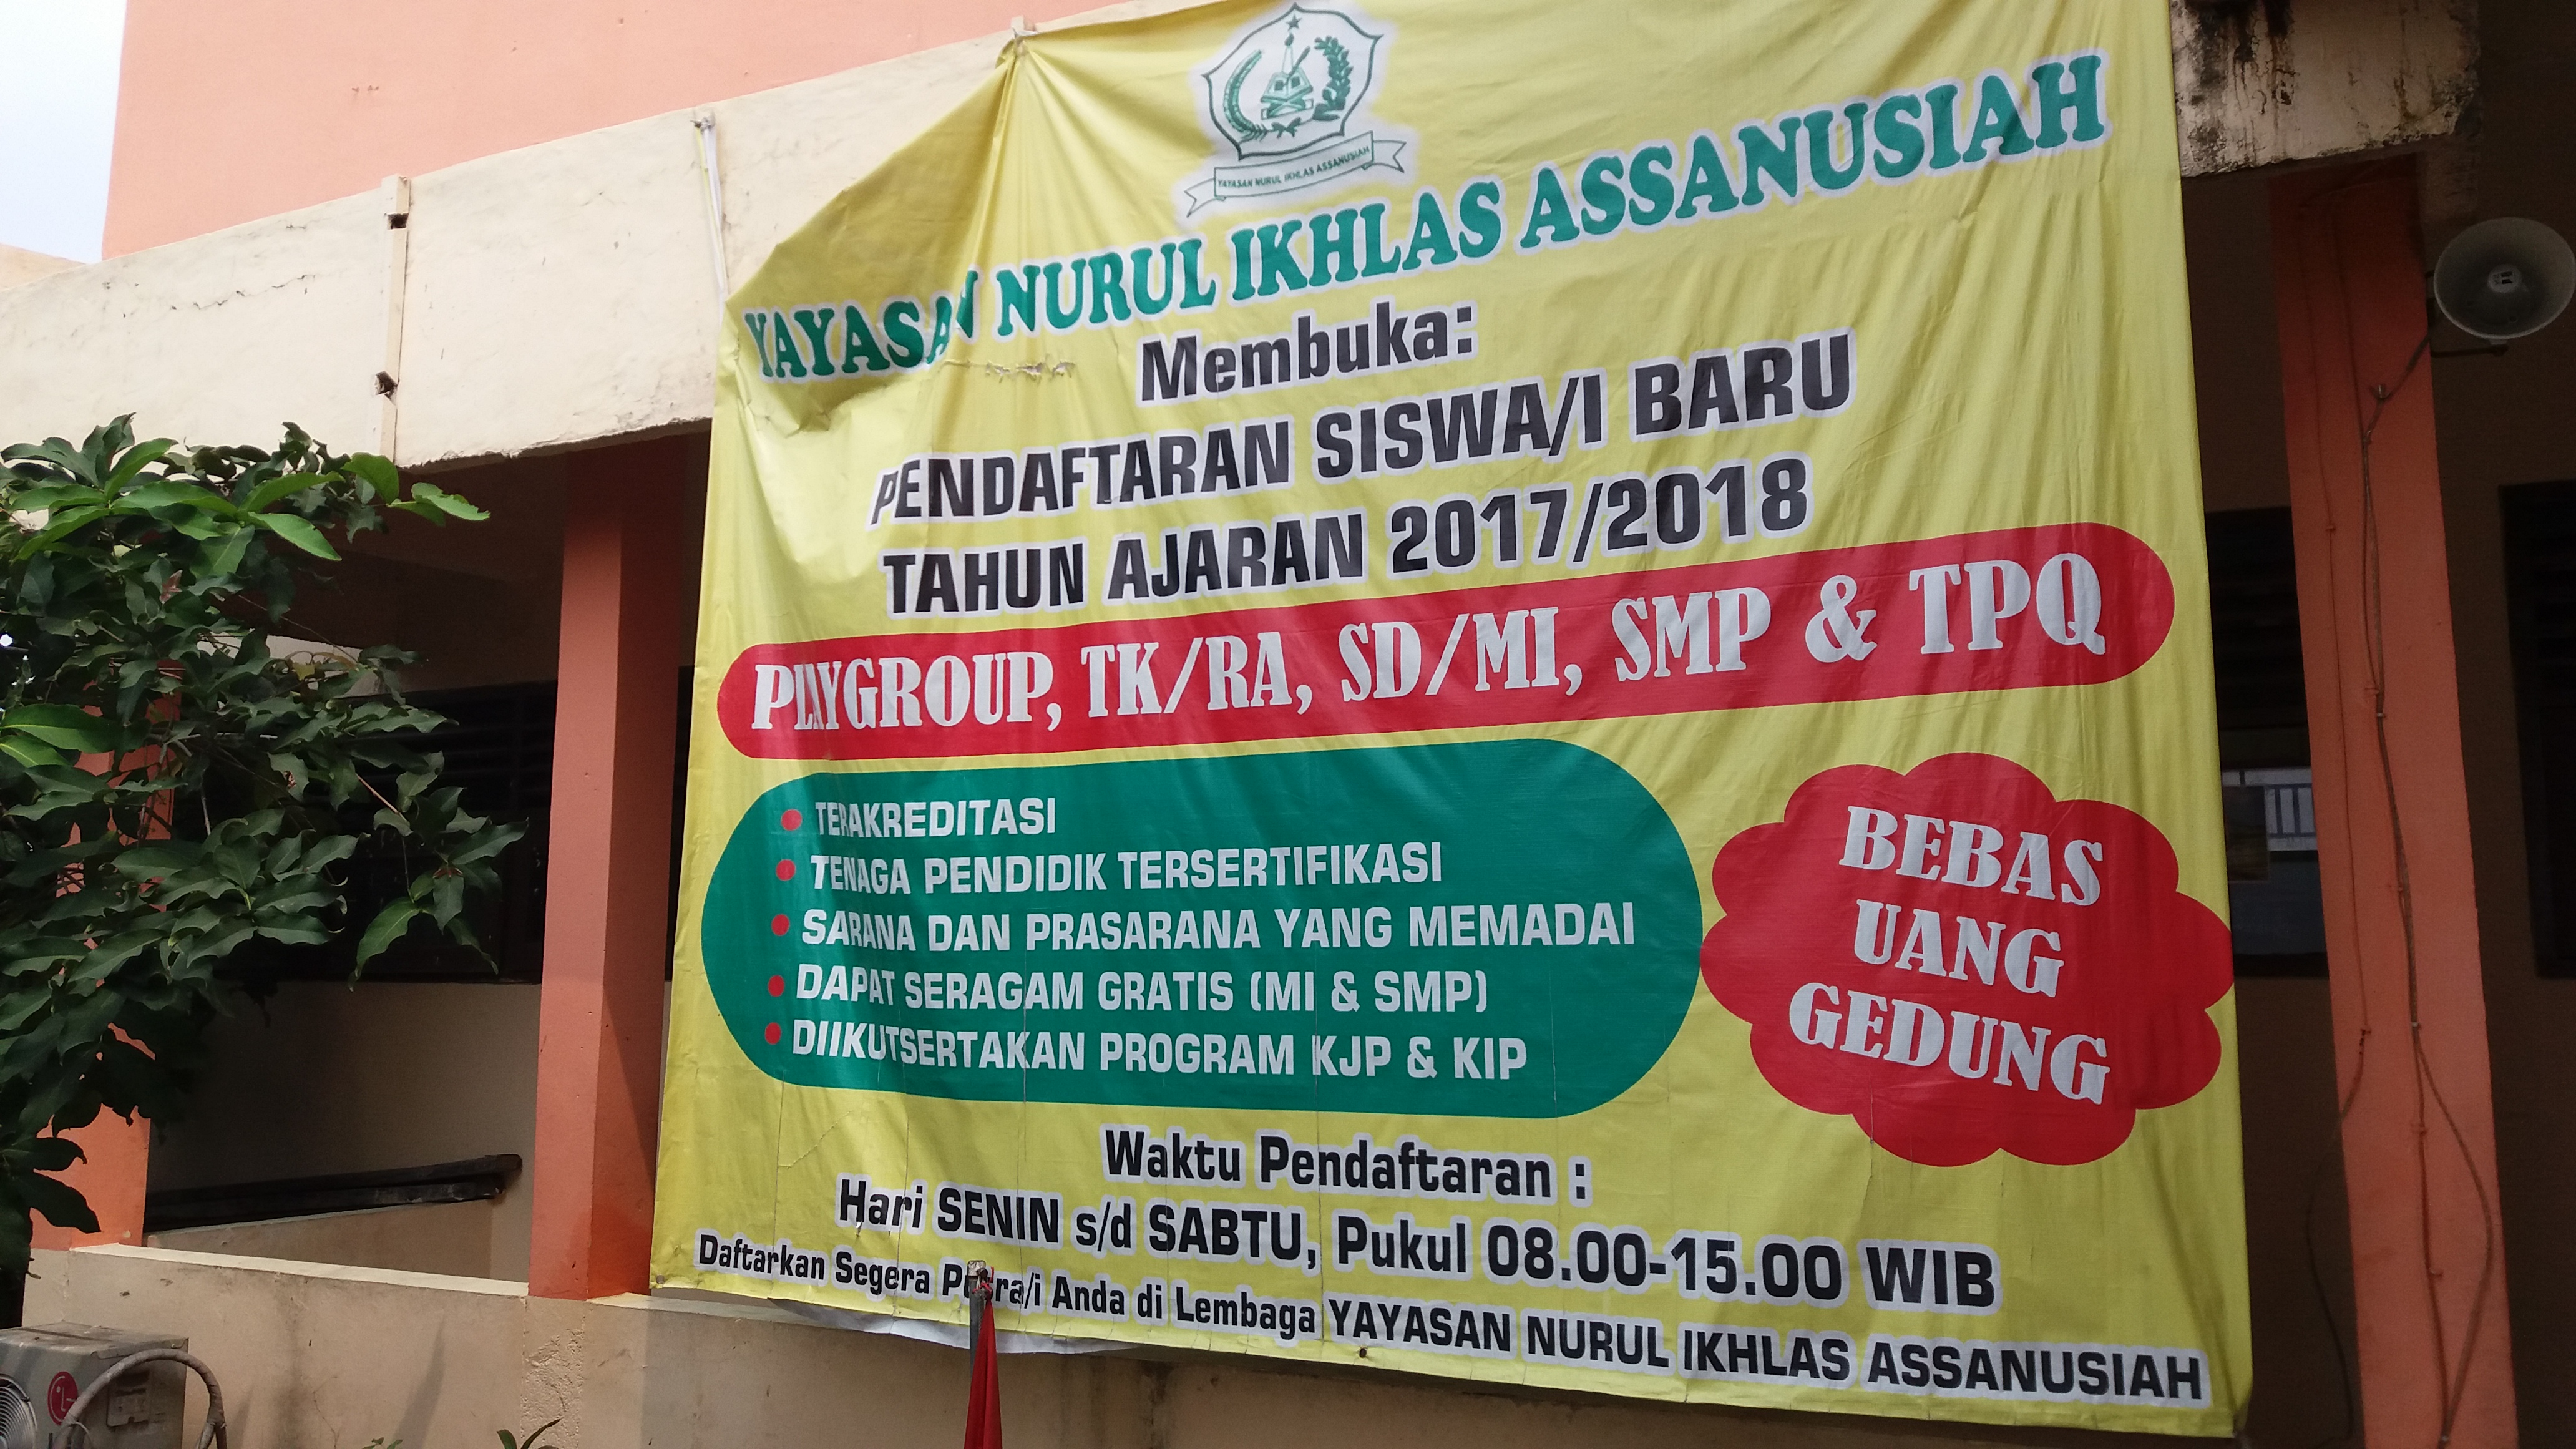 YAYASAN NURUL IKHLAS ASSANUSIAH
YAYASAN NURUL IKHLAS ASSANUSIAH
Membuka:
PENDAFTARAN SISWA/I BARU
TAHUN AJARAN 2017/2018
PLAYGROUP, TK/RA, SD/MI, SMP & TPQ
• TERAKREDITASI
• TENAGA PENDIDIK TERSERTIFIKASI
• SARANA DAN PRASARANA YANG MEMADAI
• DAPAT SERAGAM GRATIS (MI & SMP)
• DIIKUTSERTAKAN PROGRAM KJP & KIP
BEBAS
UANG
GEDUNG
Waktu Pendaftaran :
Hari SENIN s/d SABTU, Pukul 08.00-15.00 WIB
Daftarkan Segera Putra/i Anda di Lembaga YAYASAN NURUL IKHLAS ASSANUSIAH
LG